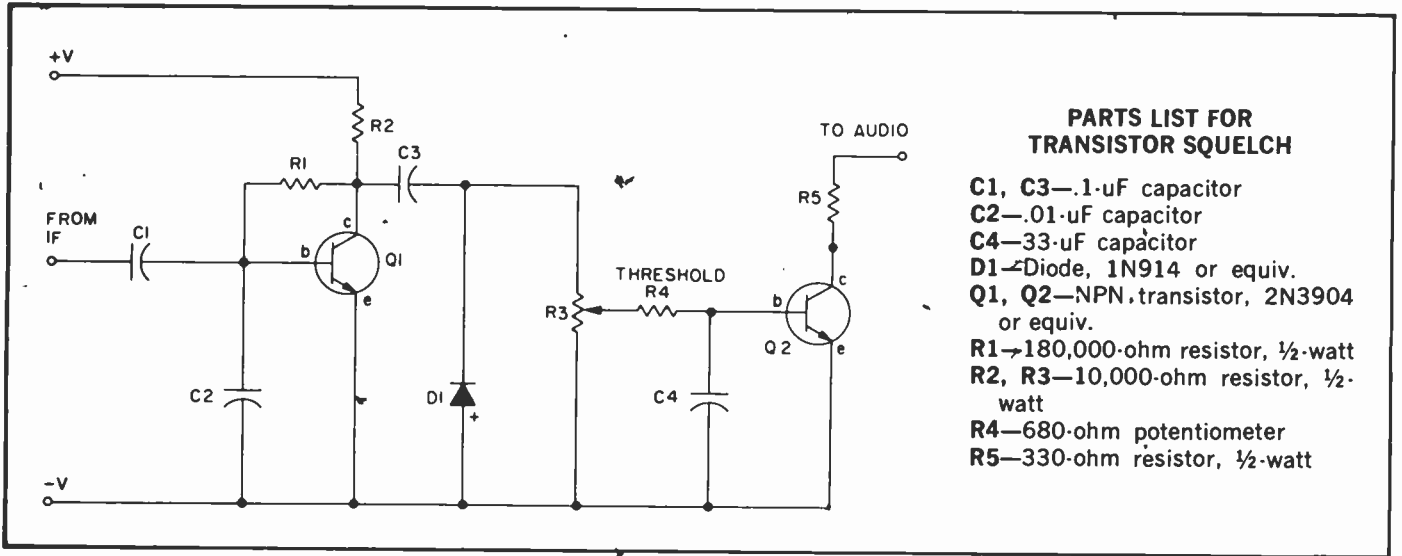 +V
R2
TO AUDIO
R1
C3
R5
FROM
IF
C1
c
b
Q1
e
THRESHOLD
R4
R3
c
b
Q2
e
C2
D1
+
C4
-V
PARTS LIST FOR
TRANSISTOR SQUELCH
C1, C3—.1-uF capacitor
C2—.01-uF capacitor
C4—33-uF capacitor
D1—Diode, 1N914 or equiv.
Q1, Q2—NPN transistor, 2N3904
or equiv.
R1—180,000-ohm resistor, ½-watt
R2, R3—10,000-ohm resistor, ½-
watt
R4—680-ohm potentiometer
R5—330-ohm resistor, ½-watt